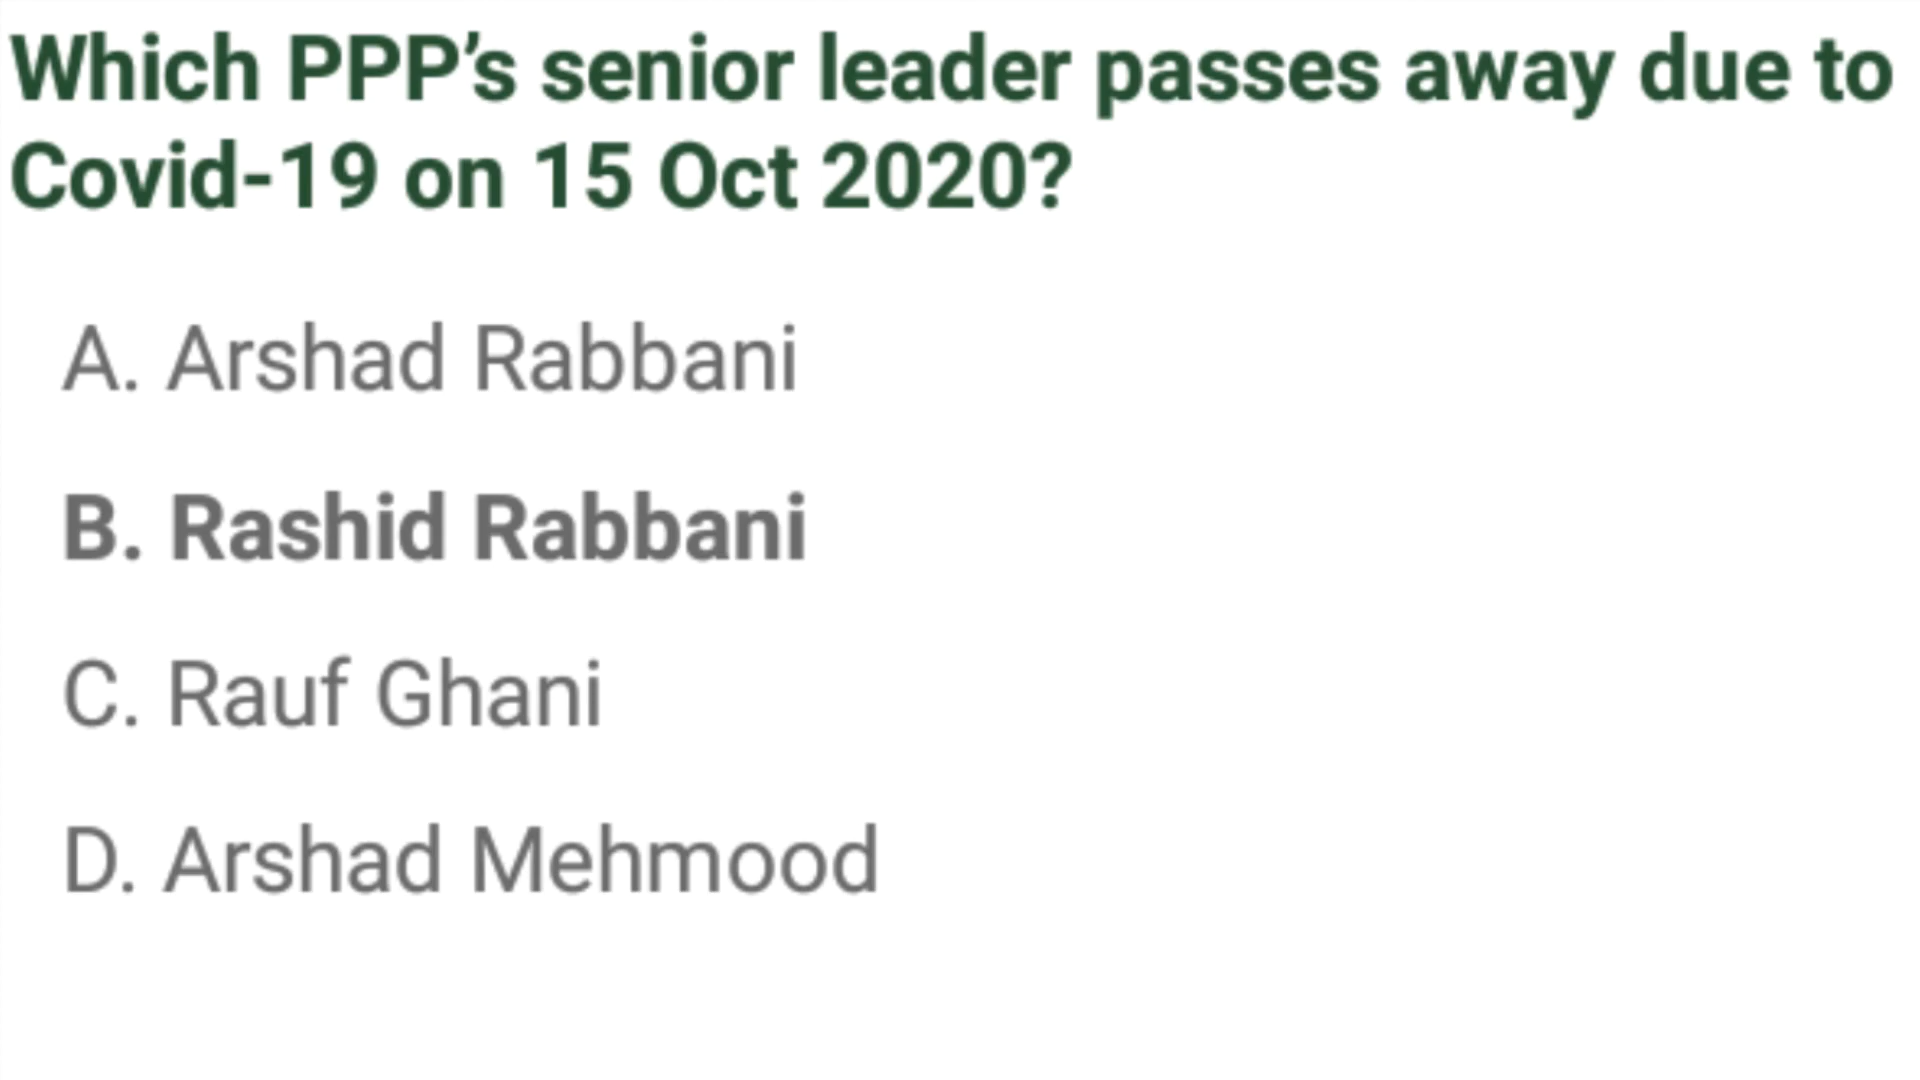 Which PPP’s senior leader passes away due to
Covid-19 on 15 Oct 2020?
A. Arshad Rabbani
B. Rashid Rabbani
C. Rauf Ghani
D. Arshad Mehmood